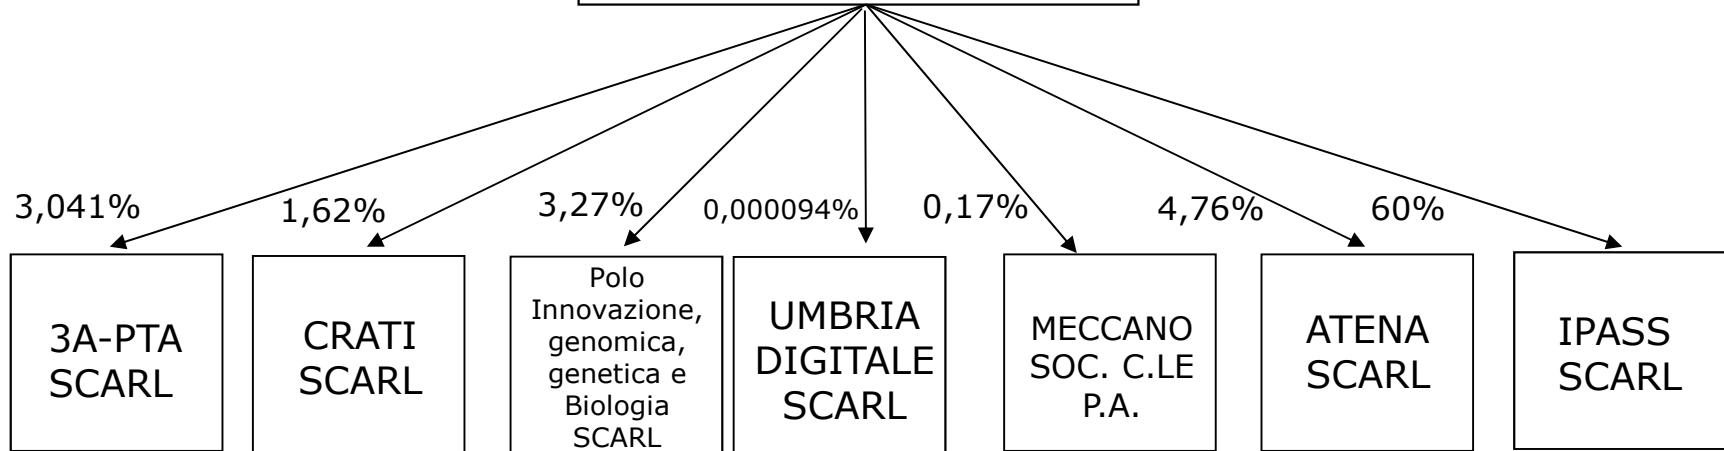 3,041%
1,62%
3,27%
0,000094%
0,17%
4,76%
60%
3A-PTA
SCARL
CRATI
SCARL
Polo
Innovazione,
genomica,
genetica e
Biologia
SCARL
UMBRIA
DIGITALE
SCARL
MECCANO
SOC. C.LE
P.A.
ATENA
SCARL
IPASS
SCARL